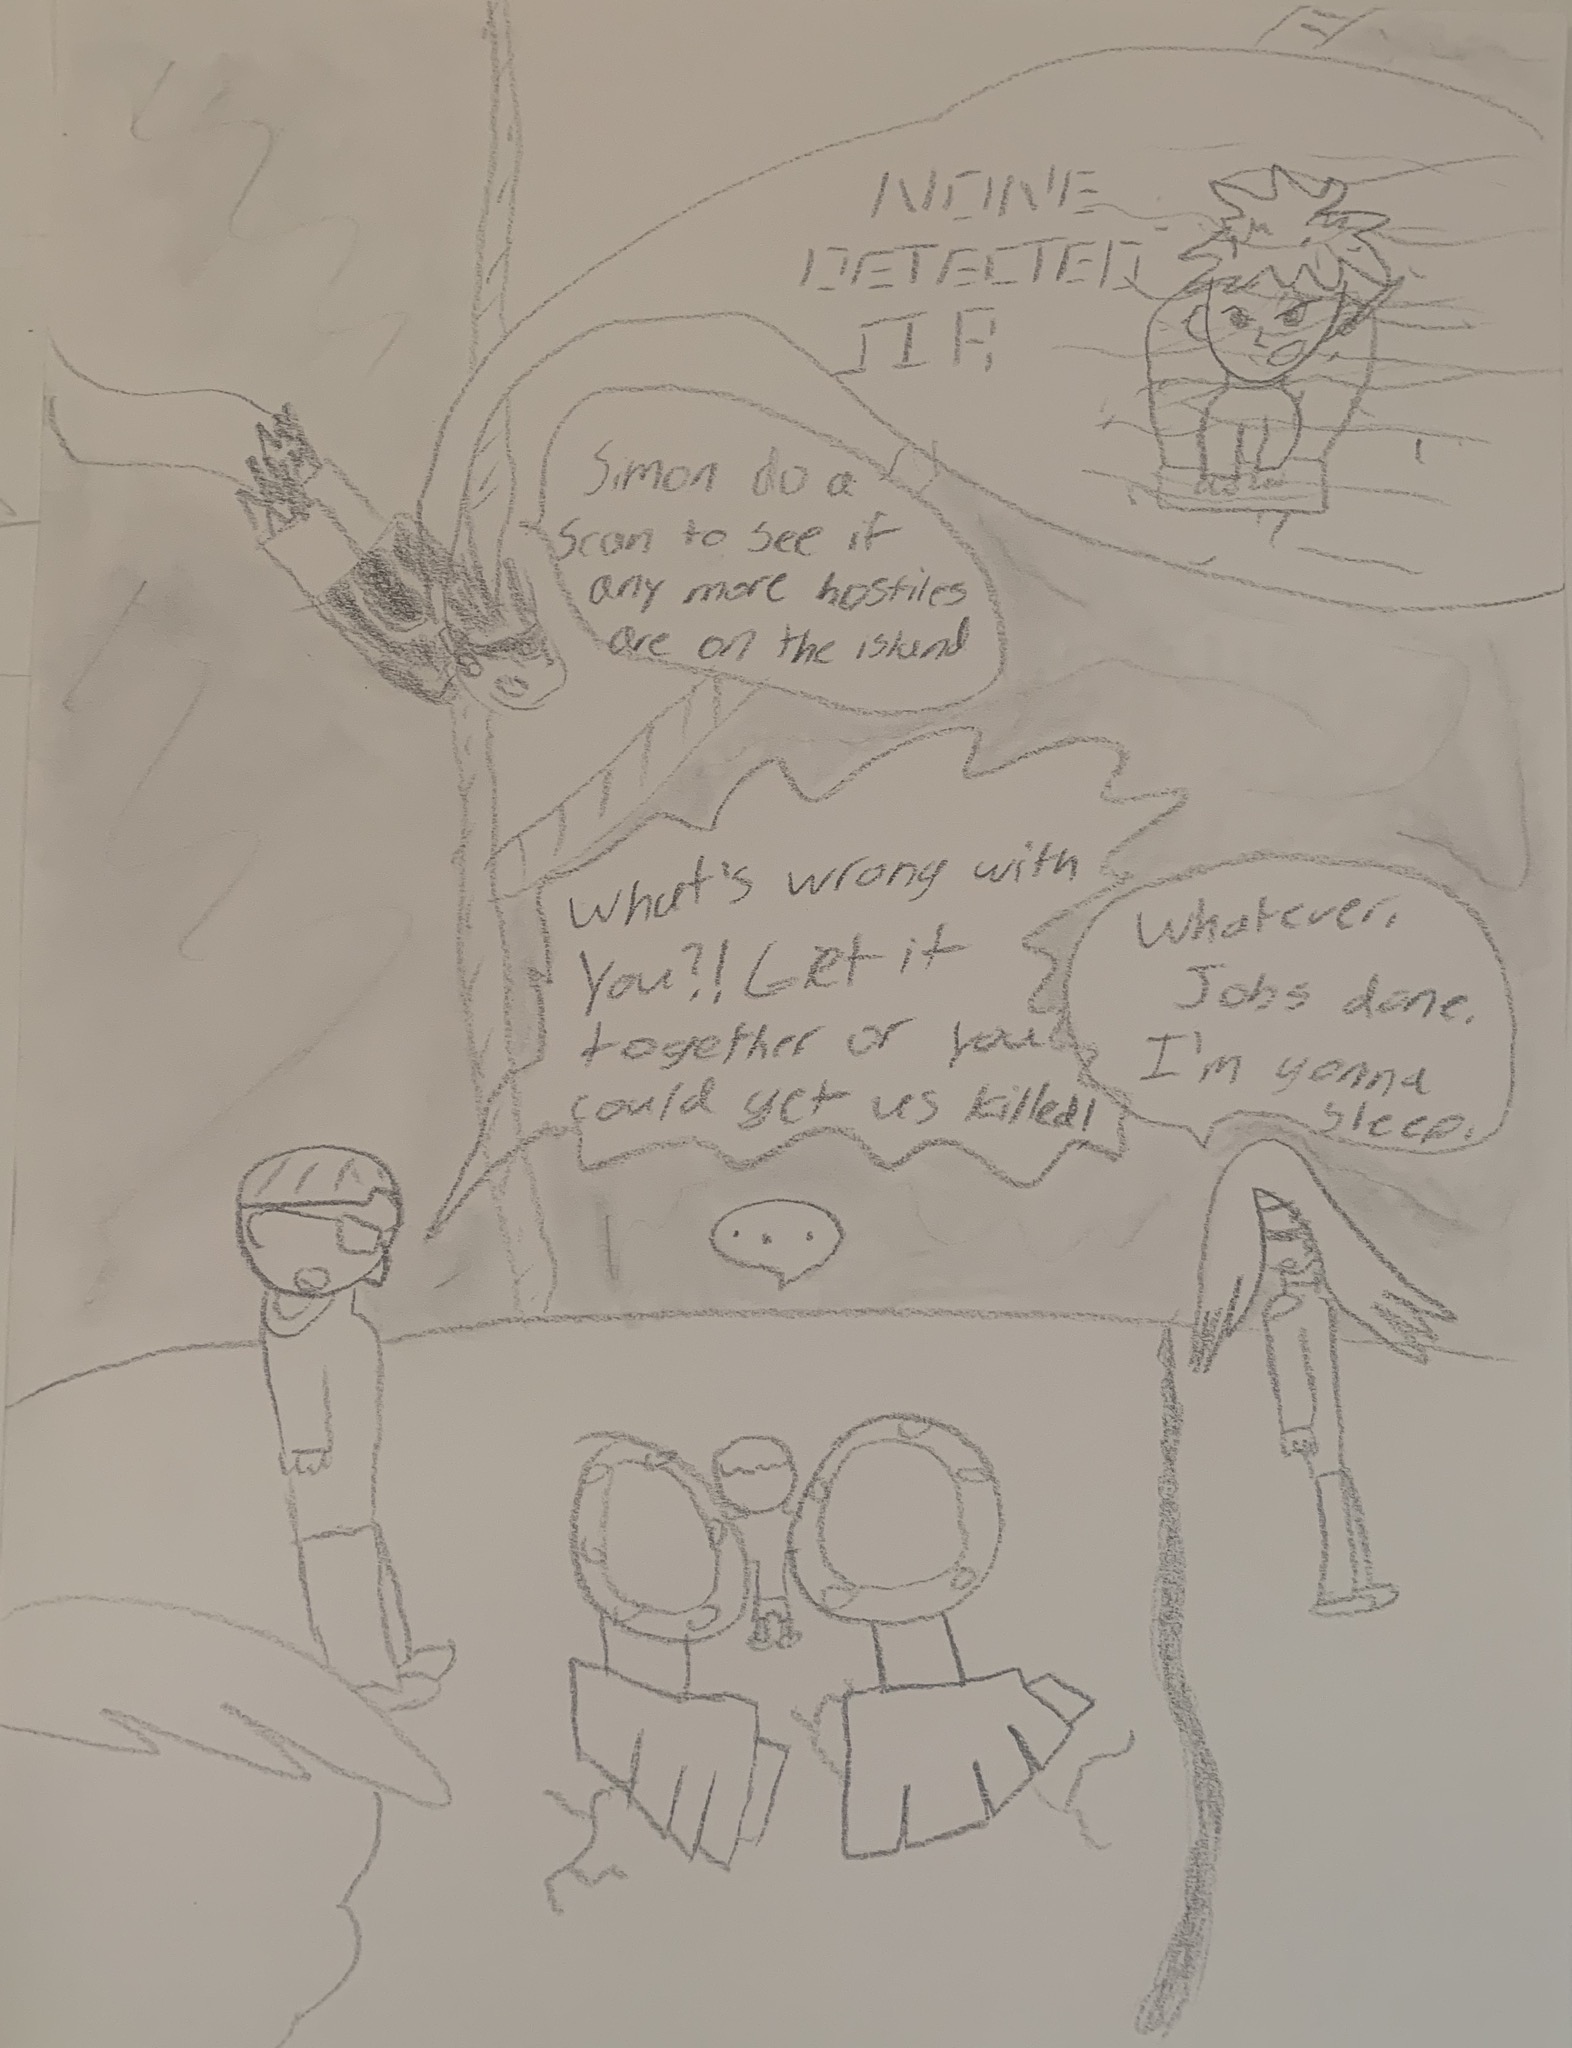 NONE
DETECTED
JIP.
Simon do a
scan to see if
any more hostiles
are on the island
What's wrong with
You?!! Get it
together or you
could get us killed!
Whatever.
Jobs done.
I'm gonna
sleep.
...